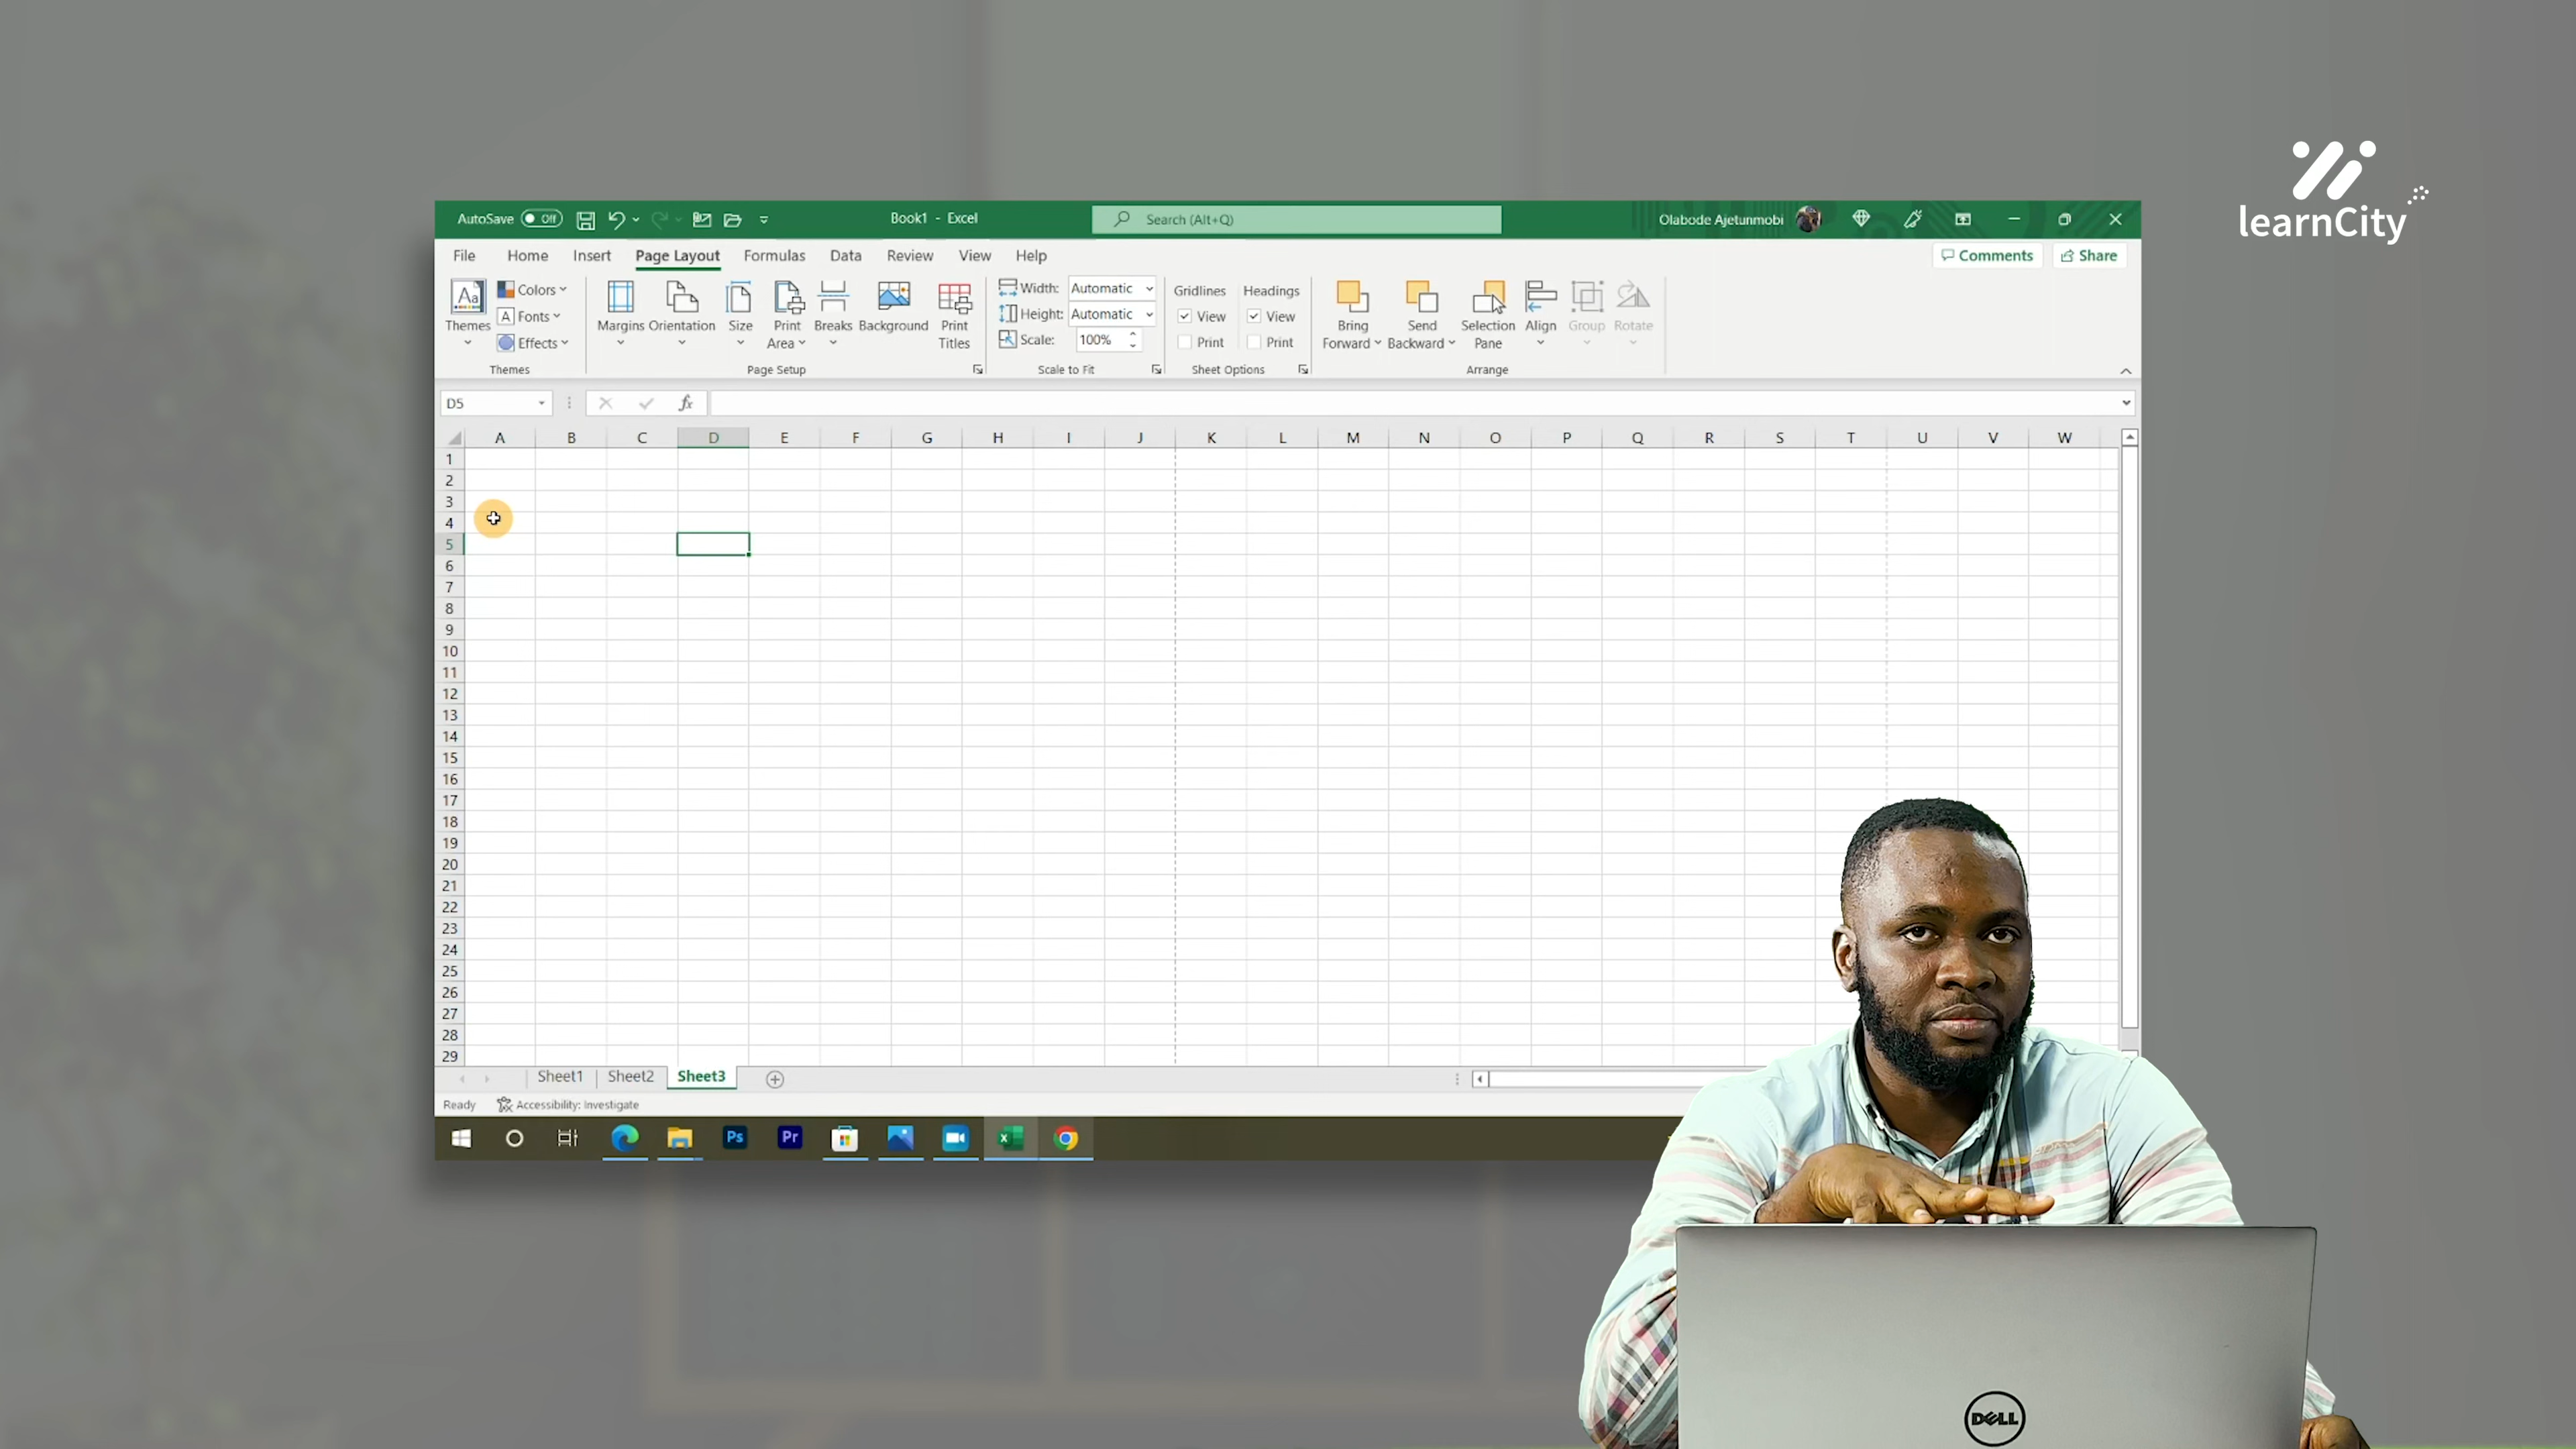 learnCity
AutoSave Off Book1 - Excel Search (Alt+Q) Olabode Ajetunmobi
File Home Insert Page Layout Formulas Data Review View Help Comments Share
Themes Colors Fonts Effects
Margins Orientation Size Print Area Breaks Background Print Titles
Width: Automatic
Height: Automatic
Scale: 100%
Gridlines Headings
View View
Print Print
Bring Forward Send Backward Selection Pane Align Group Rotate
Themes Page Setup Scale to Fit Sheet Options Arrange
D5 fx
A B C D E F G H I J K L M N O P Q R S T U V W
1
2
3
4
5
6
7
8
9
10
11
12
13
14
15
16
17
18
19
20
21
22
23
24
25
26
27
28
29
Sheet1 Sheet2 Sheet3
Ready Accessibility: Investigate
Ps Pr
DELL